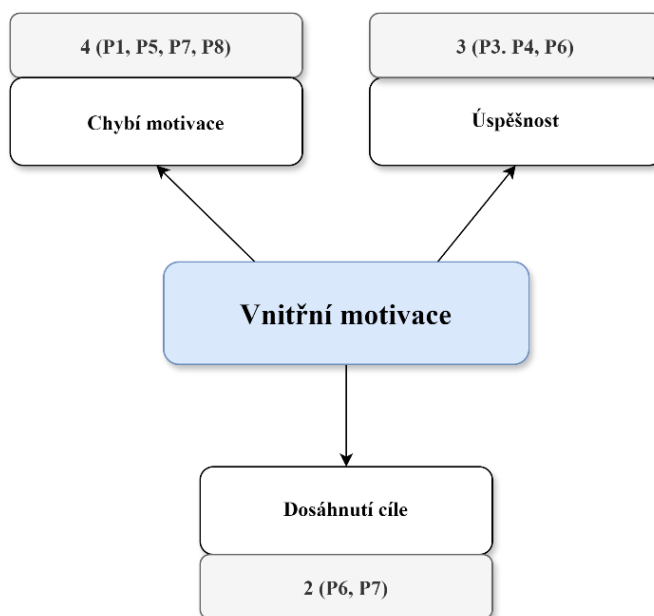 4 (P1, P5, P7, P8)
Chybí motivace
3 (P3. P4, P6)
Úspěšnost
Vnitřní motivace
Dosáhnutí cíle
2 (P6, P7)